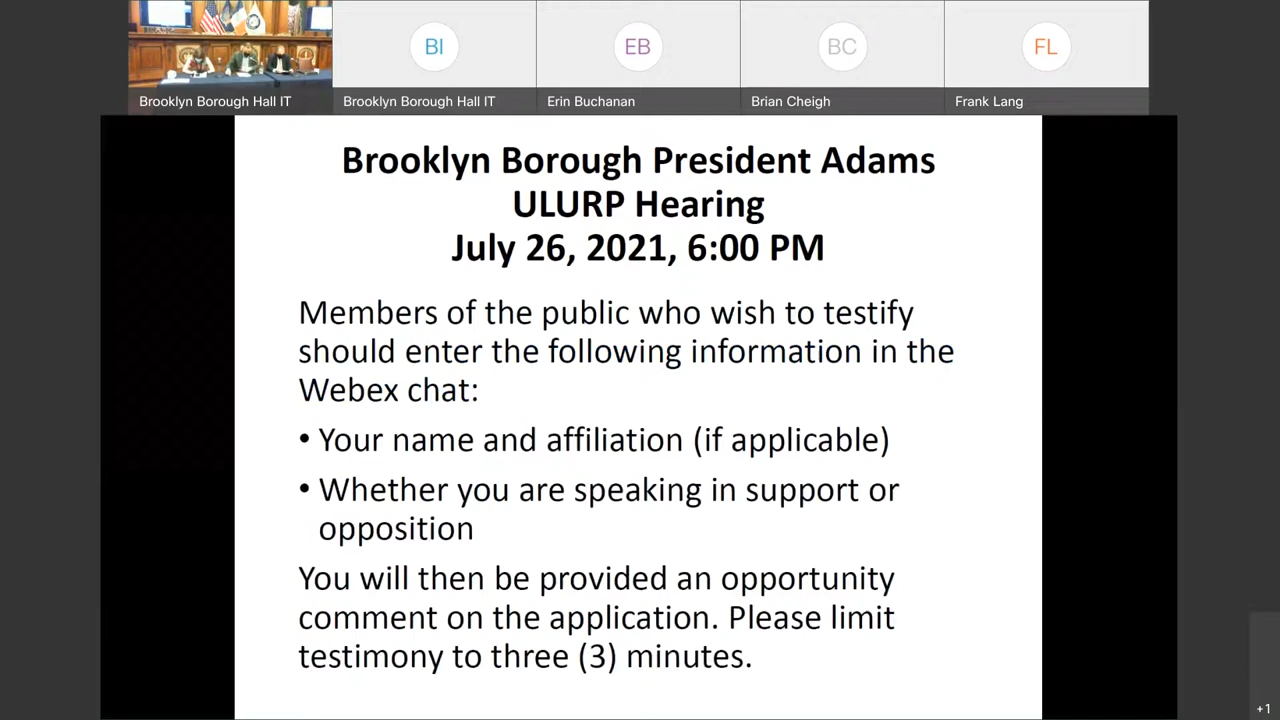 BI
EB
BC
FL
Brooklyn Borough Hall IT
Brooklyn Borough Hall IT
Erin Buchanan
Brian Cheigh
Frank Lang
Brooklyn Borough President Adams
ULURP Hearing
July 26, 2021, 6:00 PM
Members of the public who wish to testify
should enter the following information in the
Webex chat:
• Your name and affiliation (if applicable)
• Whether you are speaking in support or
opposition
You will then be provided an opportunity
comment on the application. Please limit
testimony to three (3) minutes.
+1